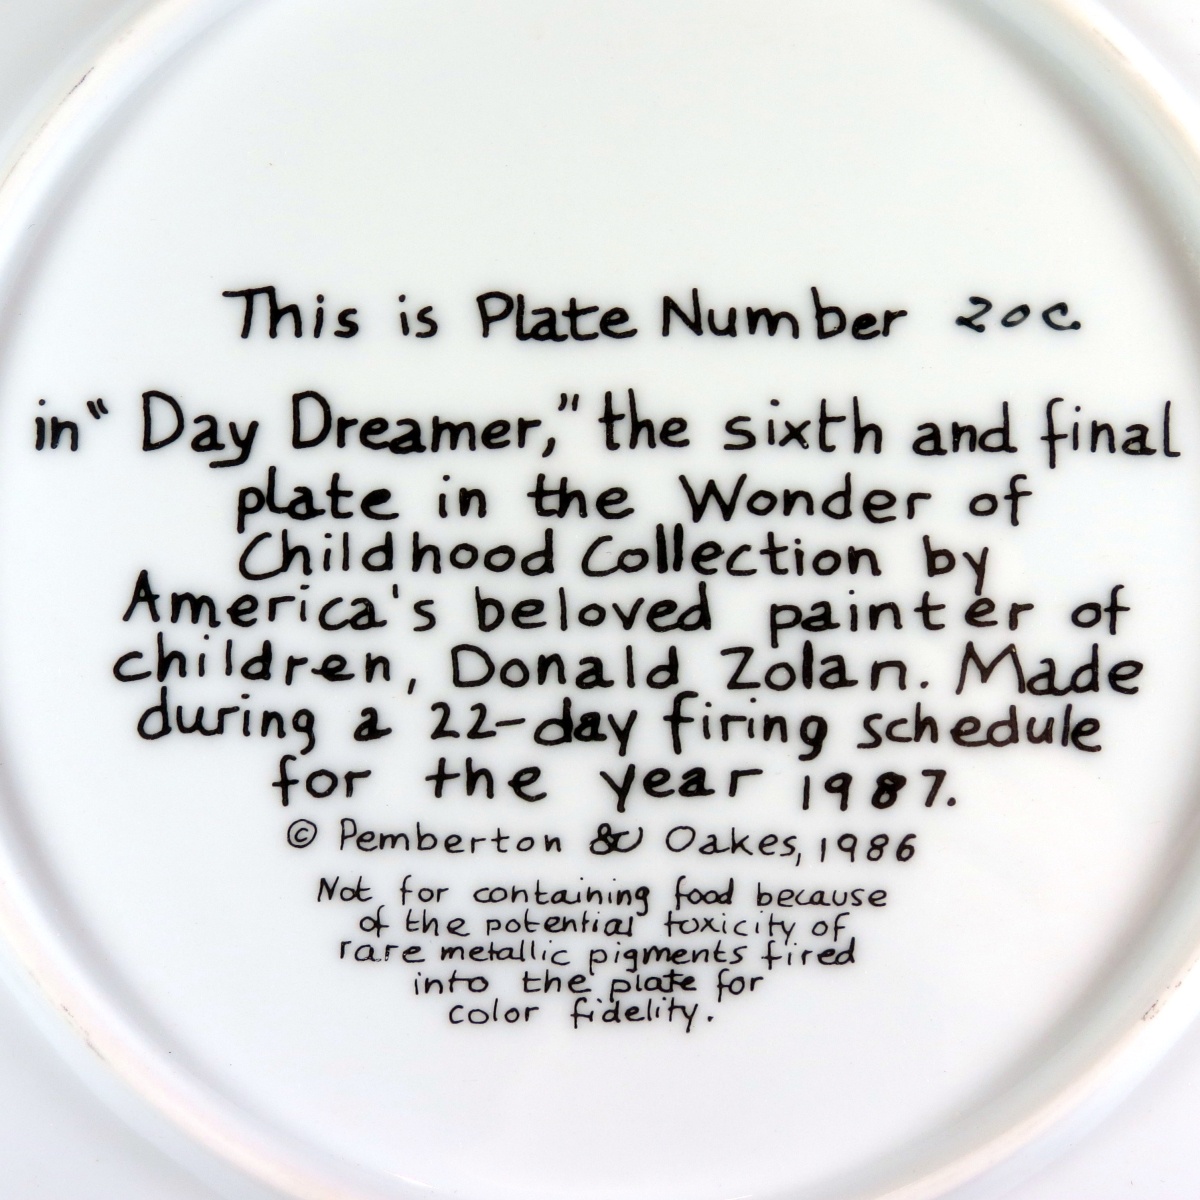 This is Plate Number 20c.
in "Day Dreamer," the sixth and final
plate in the Wonder of
Childhood Collection by
America's beloved painter of
children, Donald Zolan. Made
during a 22-day firing schedule
for the year 1987.
© Pemberton & Oakes, 1986
Not for containing food because
of the potential toxicity of
rare metallic pigments fired
into the plate for
color fidelity.